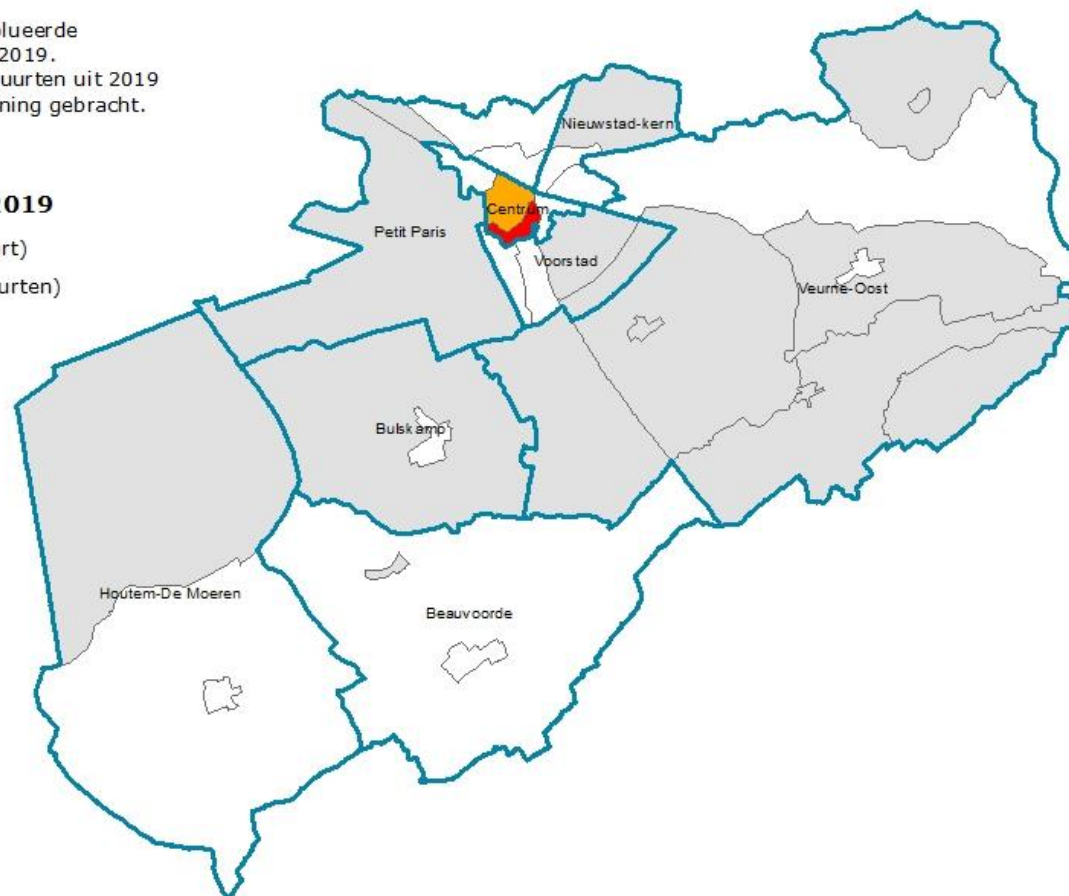 lueerde
2019.
uurten uit 2019
ning gebracht.
2019
rt)
urten)
Nieuwstad-kern
Centrum
Petit Paris
Voorstad
Veurne-Oost
Bulskamp
Houtem-De Moeren
Beauvoorde